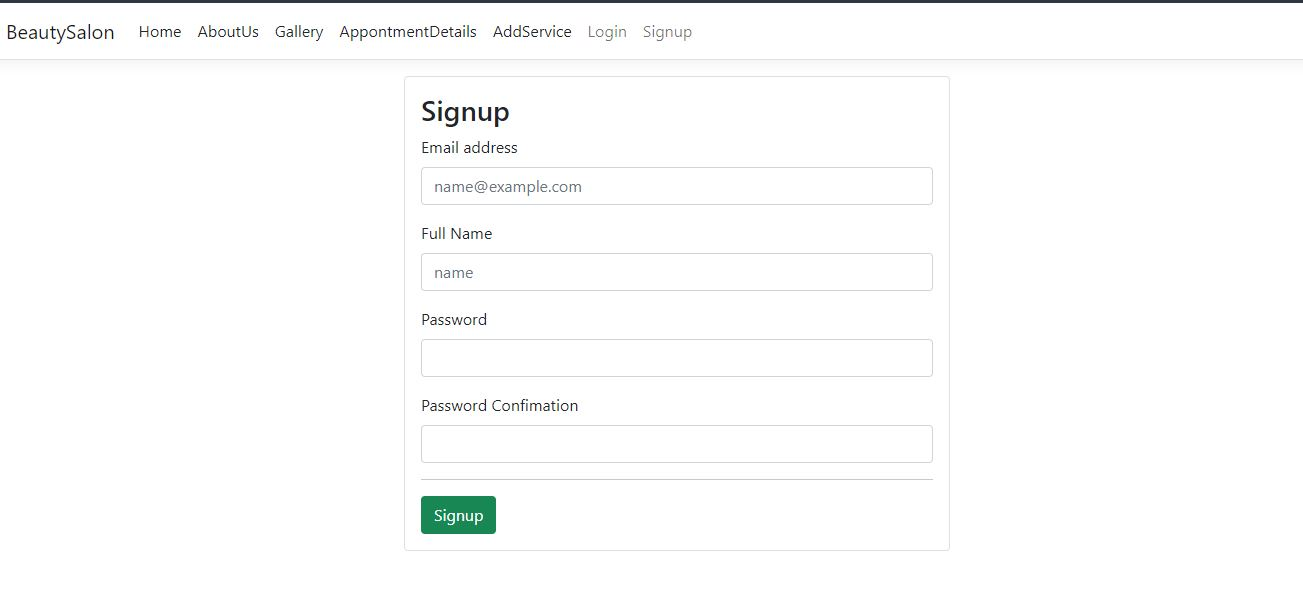 BeautySalon Home AboutUs Gallery AppontmentDetails AddService Login Signup
Signup
Email address
name@example.com
Full Name
name
Password
Password Confimation
Signup